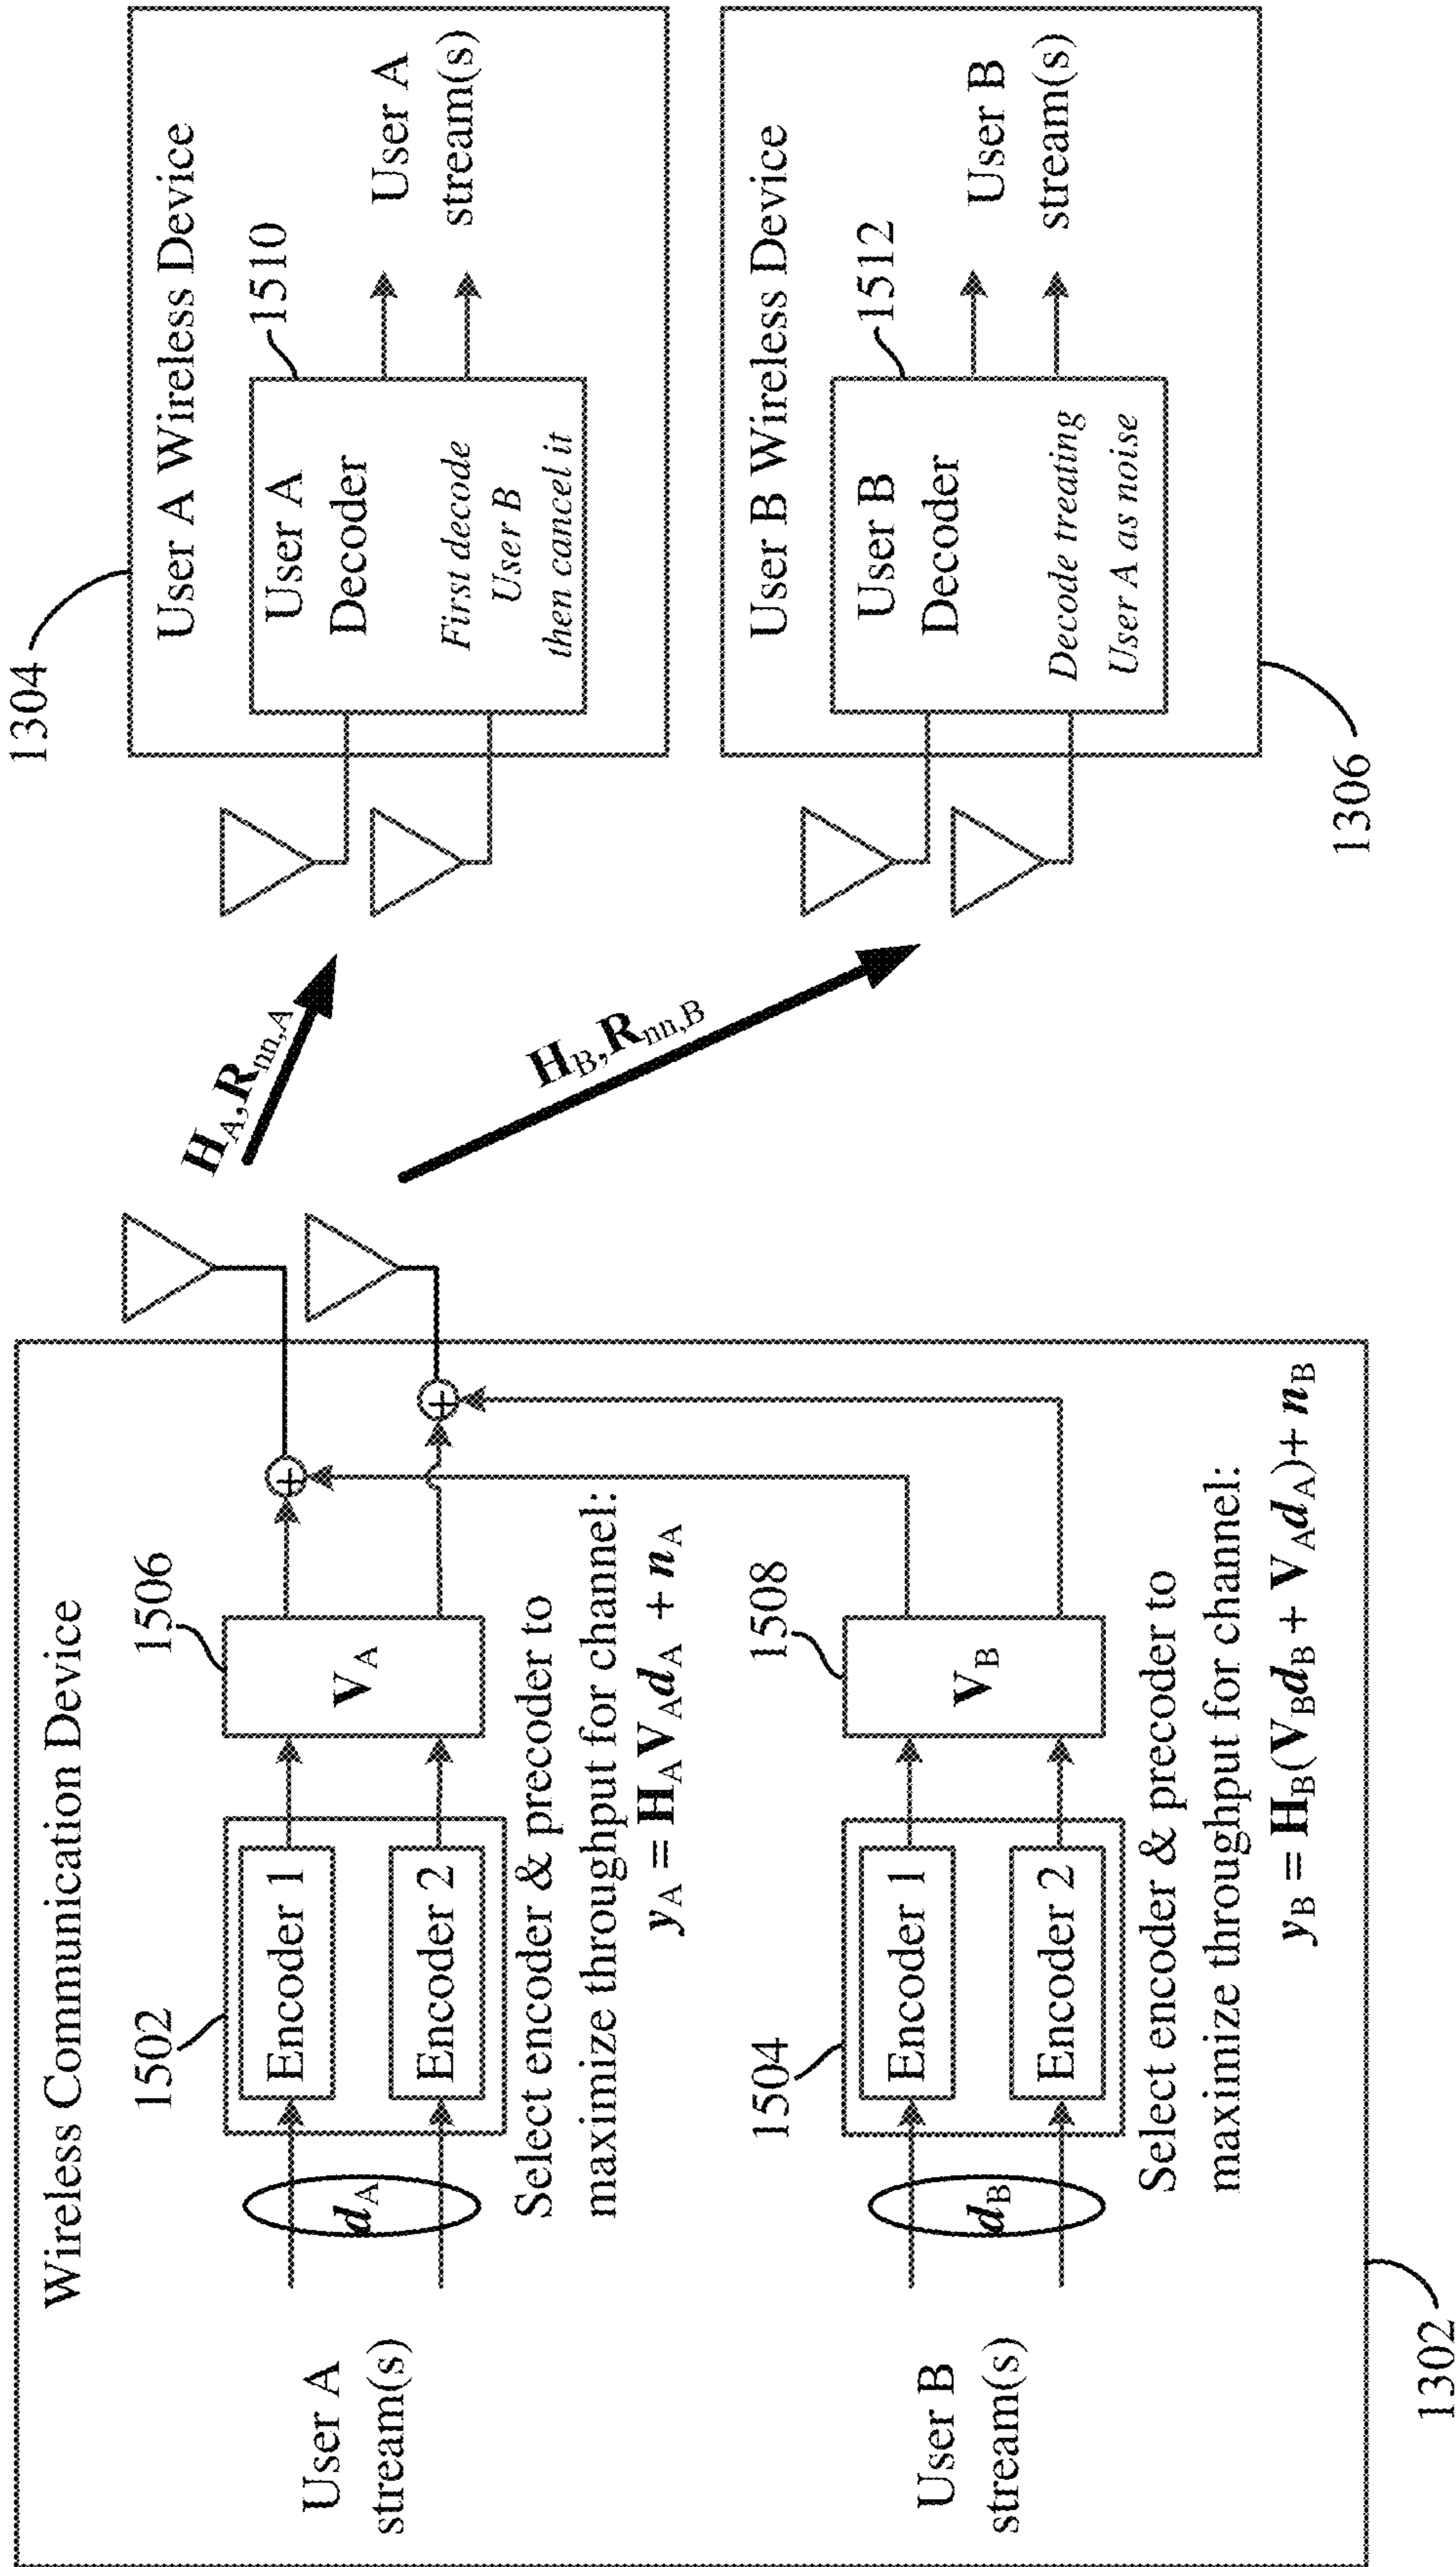 Wireless Communication Device
User A
stream(s)
d_A
1502
Encoder 1
Encoder 2
1506
V_A
Select encoder & precoder to
maximize throughput for channel:
y_A = H_A V_A d_A + n_A
User B
stream(s)
d_B
1504
Encoder 1
Encoder 2
1508
V_B
Select encoder & precoder to
maximize throughput for channel:
y_B = H_B(V_B d_B + V_A d_A)+ n_B
1302
+
+
H_A,R_nn,A
H_B,R_nn,B
1304
User A Wireless Device
1510
User A
Decoder
First decode
User B
then cancel it
User A
stream(s)
User B Wireless Device
1512
User B
Decoder
Decode treating
User A as noise
User B
stream(s)
1306